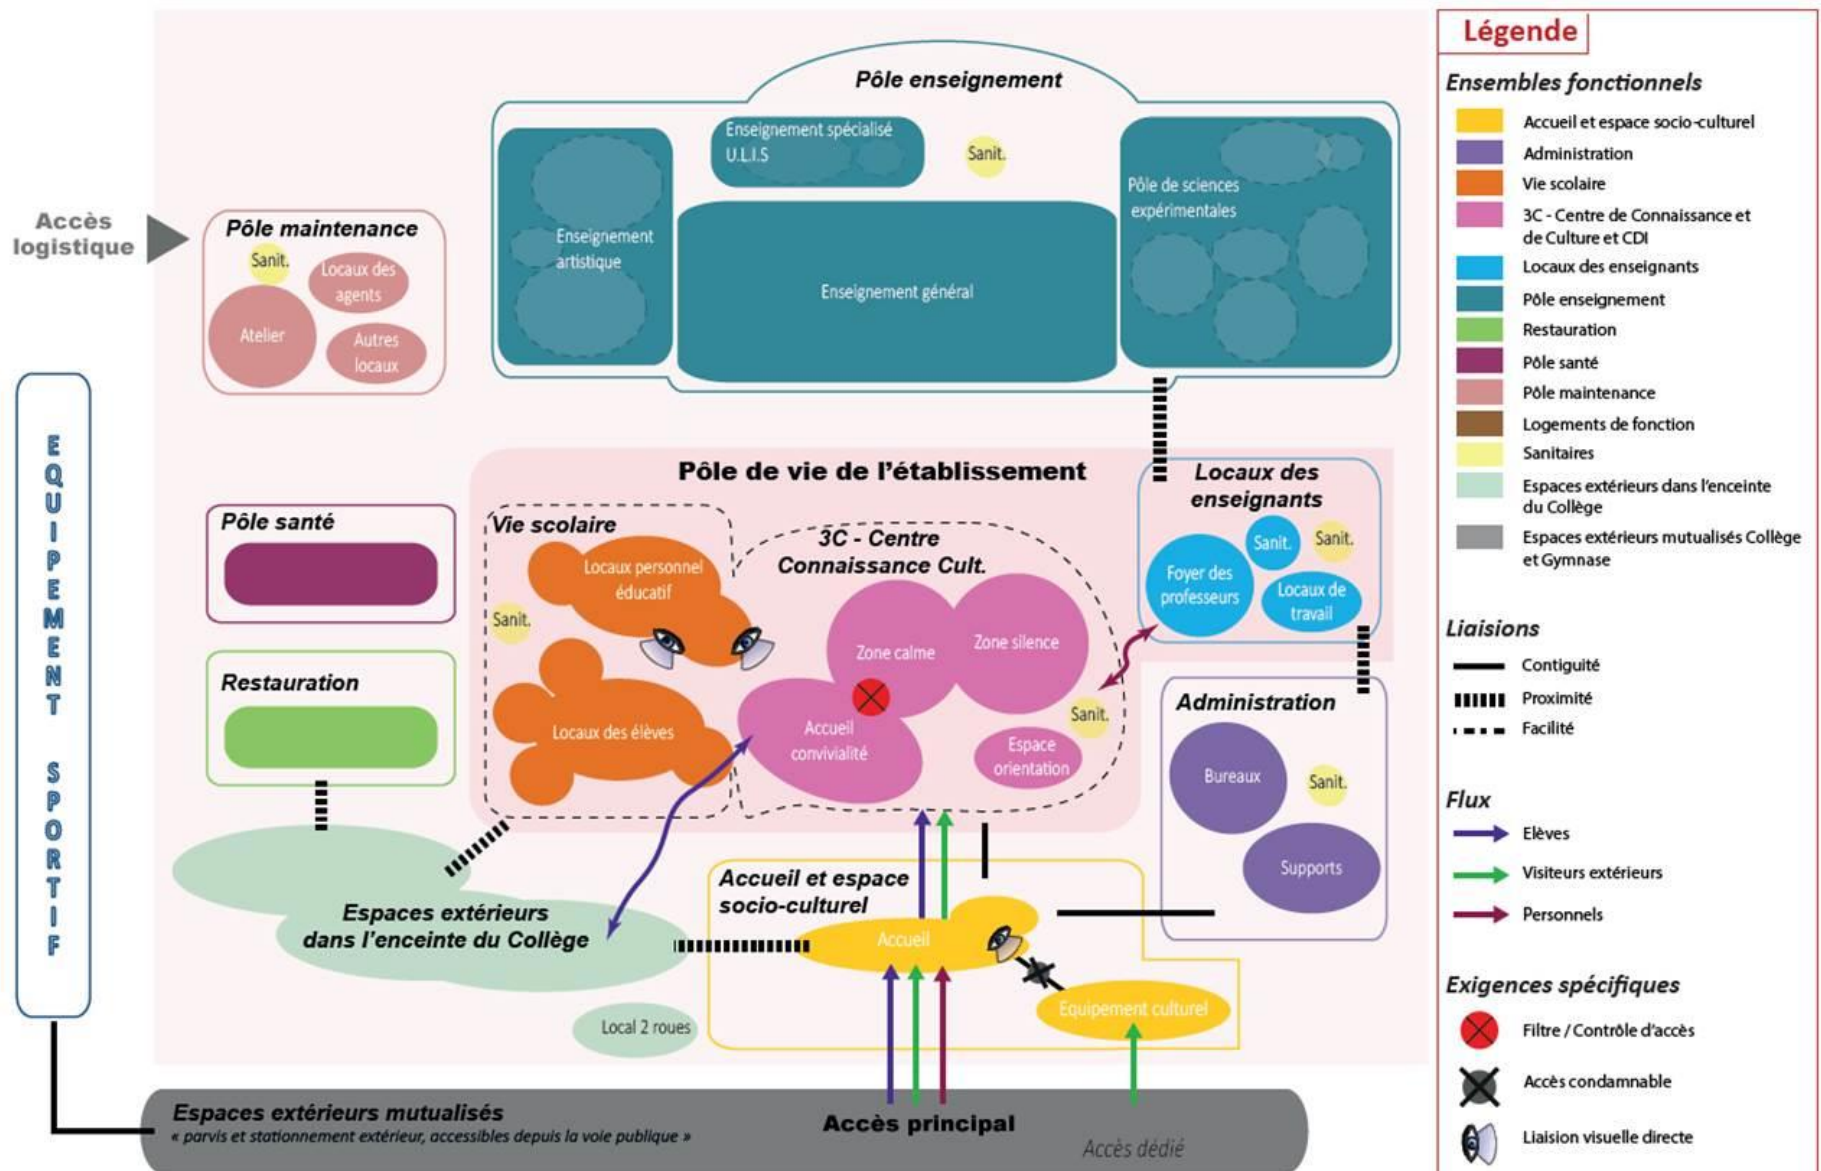 Pôle enseignement
Enseignement spécialisé
U.L.I.S
Sanit.
Pôle de sciences
expérimentales
Enseignement
artistique
Enseignement général
Accès
logistique
Pôle maintenance
Sanit.
Locaux des
agents
Atelier
Autres
locaux
EQUIPEMENT SPORTIF
Pôle de vie de l'établissement
Pôle santé
Restauration
Vie scolaire
Locaux personnel
éducatif
Sanit.
Locaux des élèves
3C - Centre
Connaissance Cult.
Zone calme
Zone silence
Accueil
convivialité
Sanit.
Espace
orientation
Locaux des
enseignants
Sanit.
Sanit.
Foyer des
professeurs
Locaux de
travail
Administration
Bureaux
Sanit.
Supports
Espaces extérieurs
dans l'enceinte du Collège
Local 2 roues
Accueil et espace
socio-culturel
Accueil
Equipement culturel
Espaces extérieurs mutualisés
« parvis et stationnement extérieur, accessibles depuis la voie publique »
Accès principal
Accès dédié
Légende
Ensembles fonctionnels
Accueil et espace socio-culturel
Administration
Vie scolaire
3C - Centre de Connaissance et
de Culture et CDI
Locaux des enseignants
Pôle enseignement
Restauration
Pôle santé
Pôle maintenance
Logements de fonction
Sanitaires
Espaces extérieurs dans l'enceinte
du Collège
Espaces extérieurs mutualisés Collège
et Gymnase
Liaisons
Contiguité
Proximité
Facilité
Flux
Elèves
Visiteurs extérieurs
Personnels
Exigences spécifiques
Filtre / Contrôle d'accès
Accès condamnable
Liaison visuelle directe